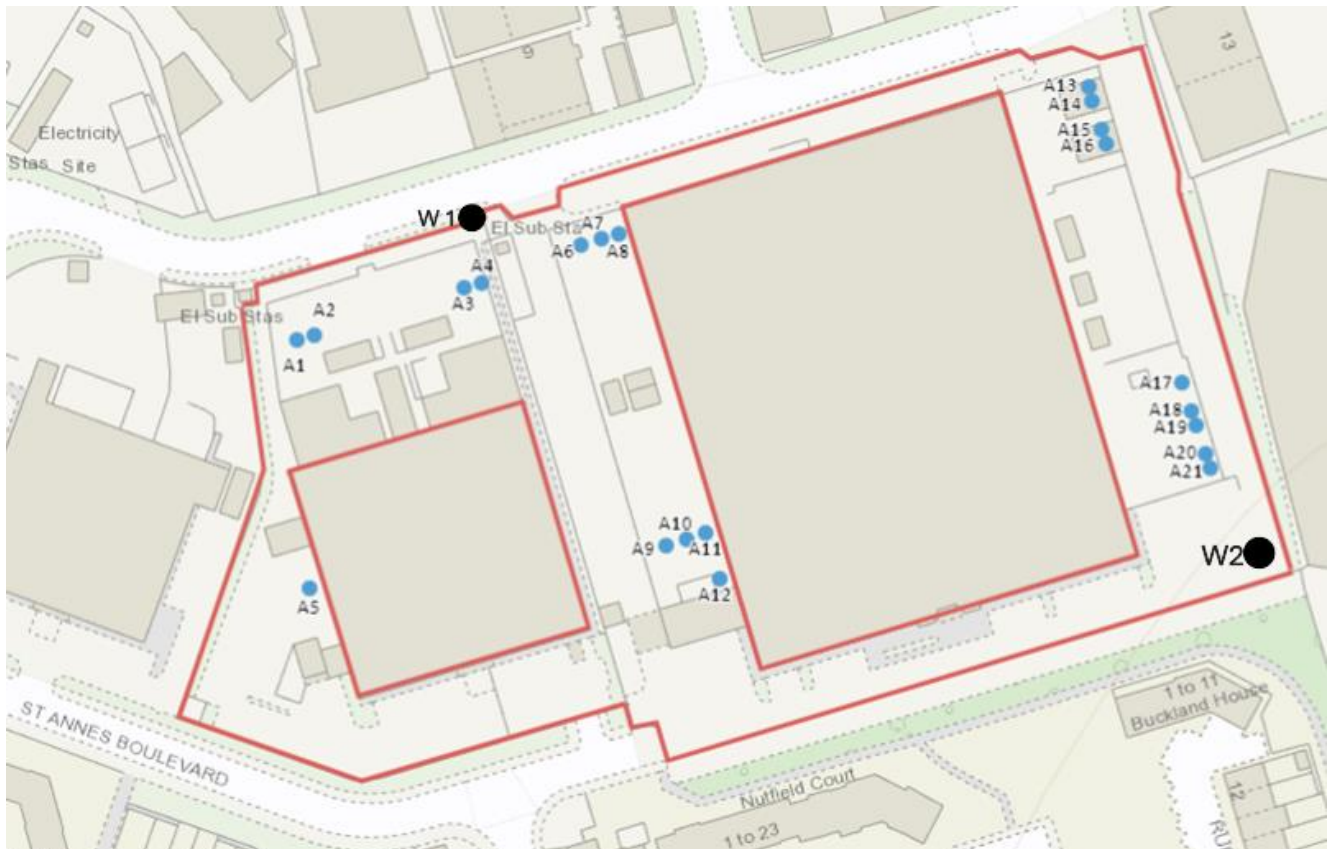 9
13
Electricity
Stas Site
W1
El Sub Sta
A7
A6
A8
A4
A3
El Sub Stas
A2
A1
A13
A14
A15
A16
A17
A18
A19
A20
A21
A10
A9
A11
A12
A5
W2
ST ANNES BOULEVARD
1 to 11
Buckland House
Nutfield Court
1 to 23
12